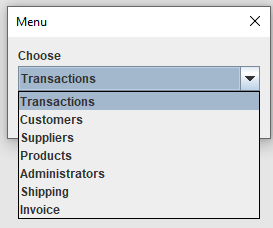 Menu
Choose
Transactions
Transactions
Customers
Suppliers
Products
Administrators
Shipping
Invoice